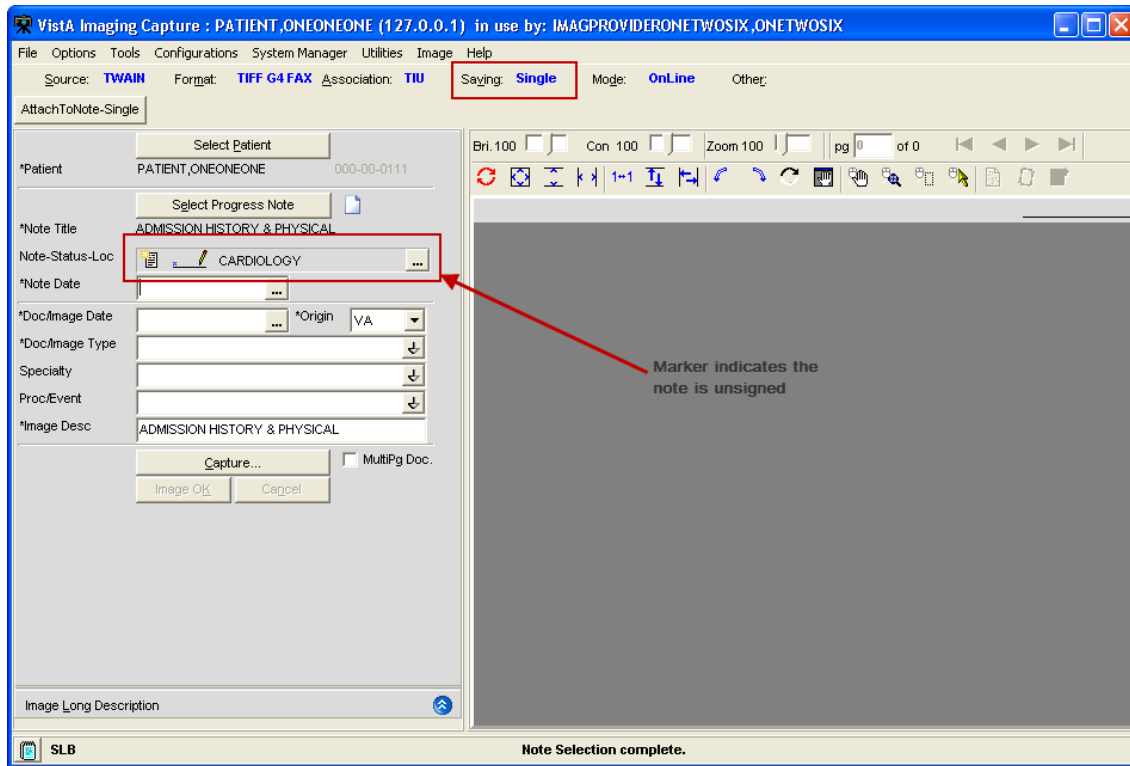 VistA Imaging Capture : PATIENT,ONEONEONE (127.0.0.1) in use by: IMAGPROVIDERONETWOSIX,ONETWOSIX
File Options Tools Configurations System Manager Utilities Image Help
Source: TWAIN Format: TIFF G4 FAX Association: TIU Saving: Single Mode: OnLine Other:
AttachToNote-Single
Select Patient
Bri. 100 Con 100 Zoom 100 pg 0 of 0
*Patient PATIENT,ONEONEONE 000-00-0111
1↔1
Select Progress Note
*Note Title ADMISSION HISTORY & PHYSICAL
Note-Status-Loc x CARDIOLOGY ...
*Note Date ...
*Doc/Image Date ... *Origin VA
*Doc/Image Type
Marker indicates the
note is unsigned
Specialty
Proc/Event
*Image Desc ADMISSION HISTORY & PHYSICAL
Capture... MultiPg Doc.
Image OK Cancel
Image Long Description
SLB Note Selection complete.